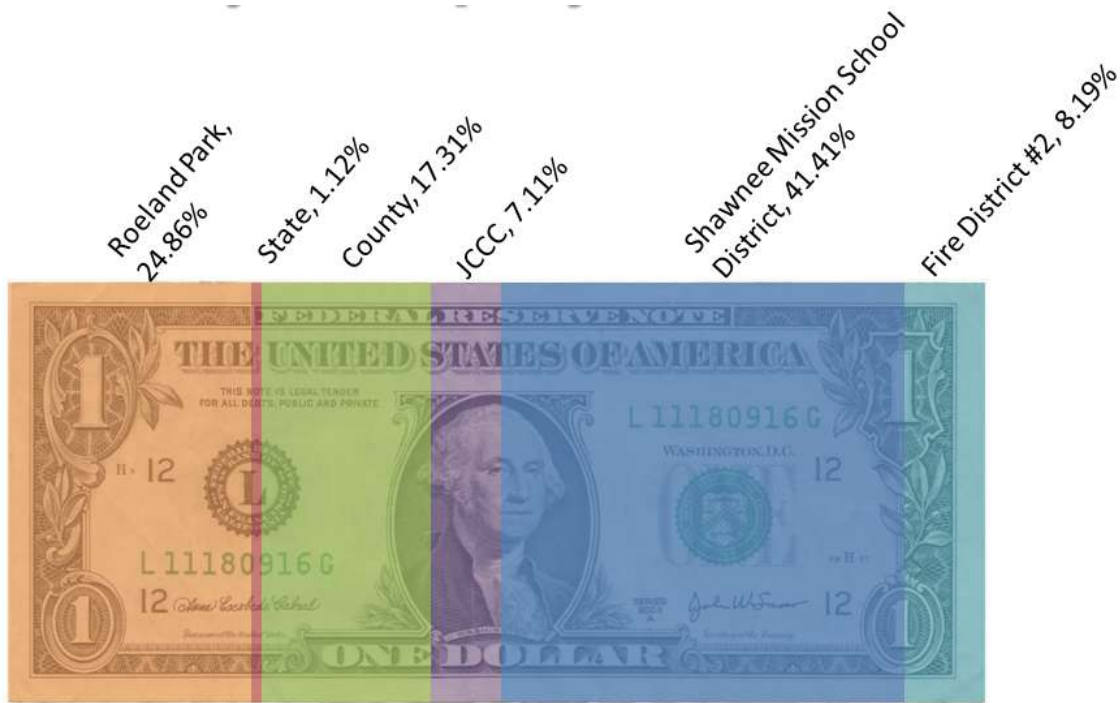 Roeland Park,
24.86%
State, 1.12%
County, 17.31%
JCCC, 7.11%
Shawnee Mission School
District, 41.41%
Fire District #2, 8.19%
FEDERAL RESERVE NOTE
THE UNITED STATES OF AMERICA
THIS NOTE IS LEGAL TENDER
FOR ALL DEBTS, PUBLIC AND PRIVATE
L 11180916 G
WASHINGTON, D.C.
1
1
H
12
12
L
ONE
L 11180916 G
12
12
1
1
SERIES
ONE DOLLAR